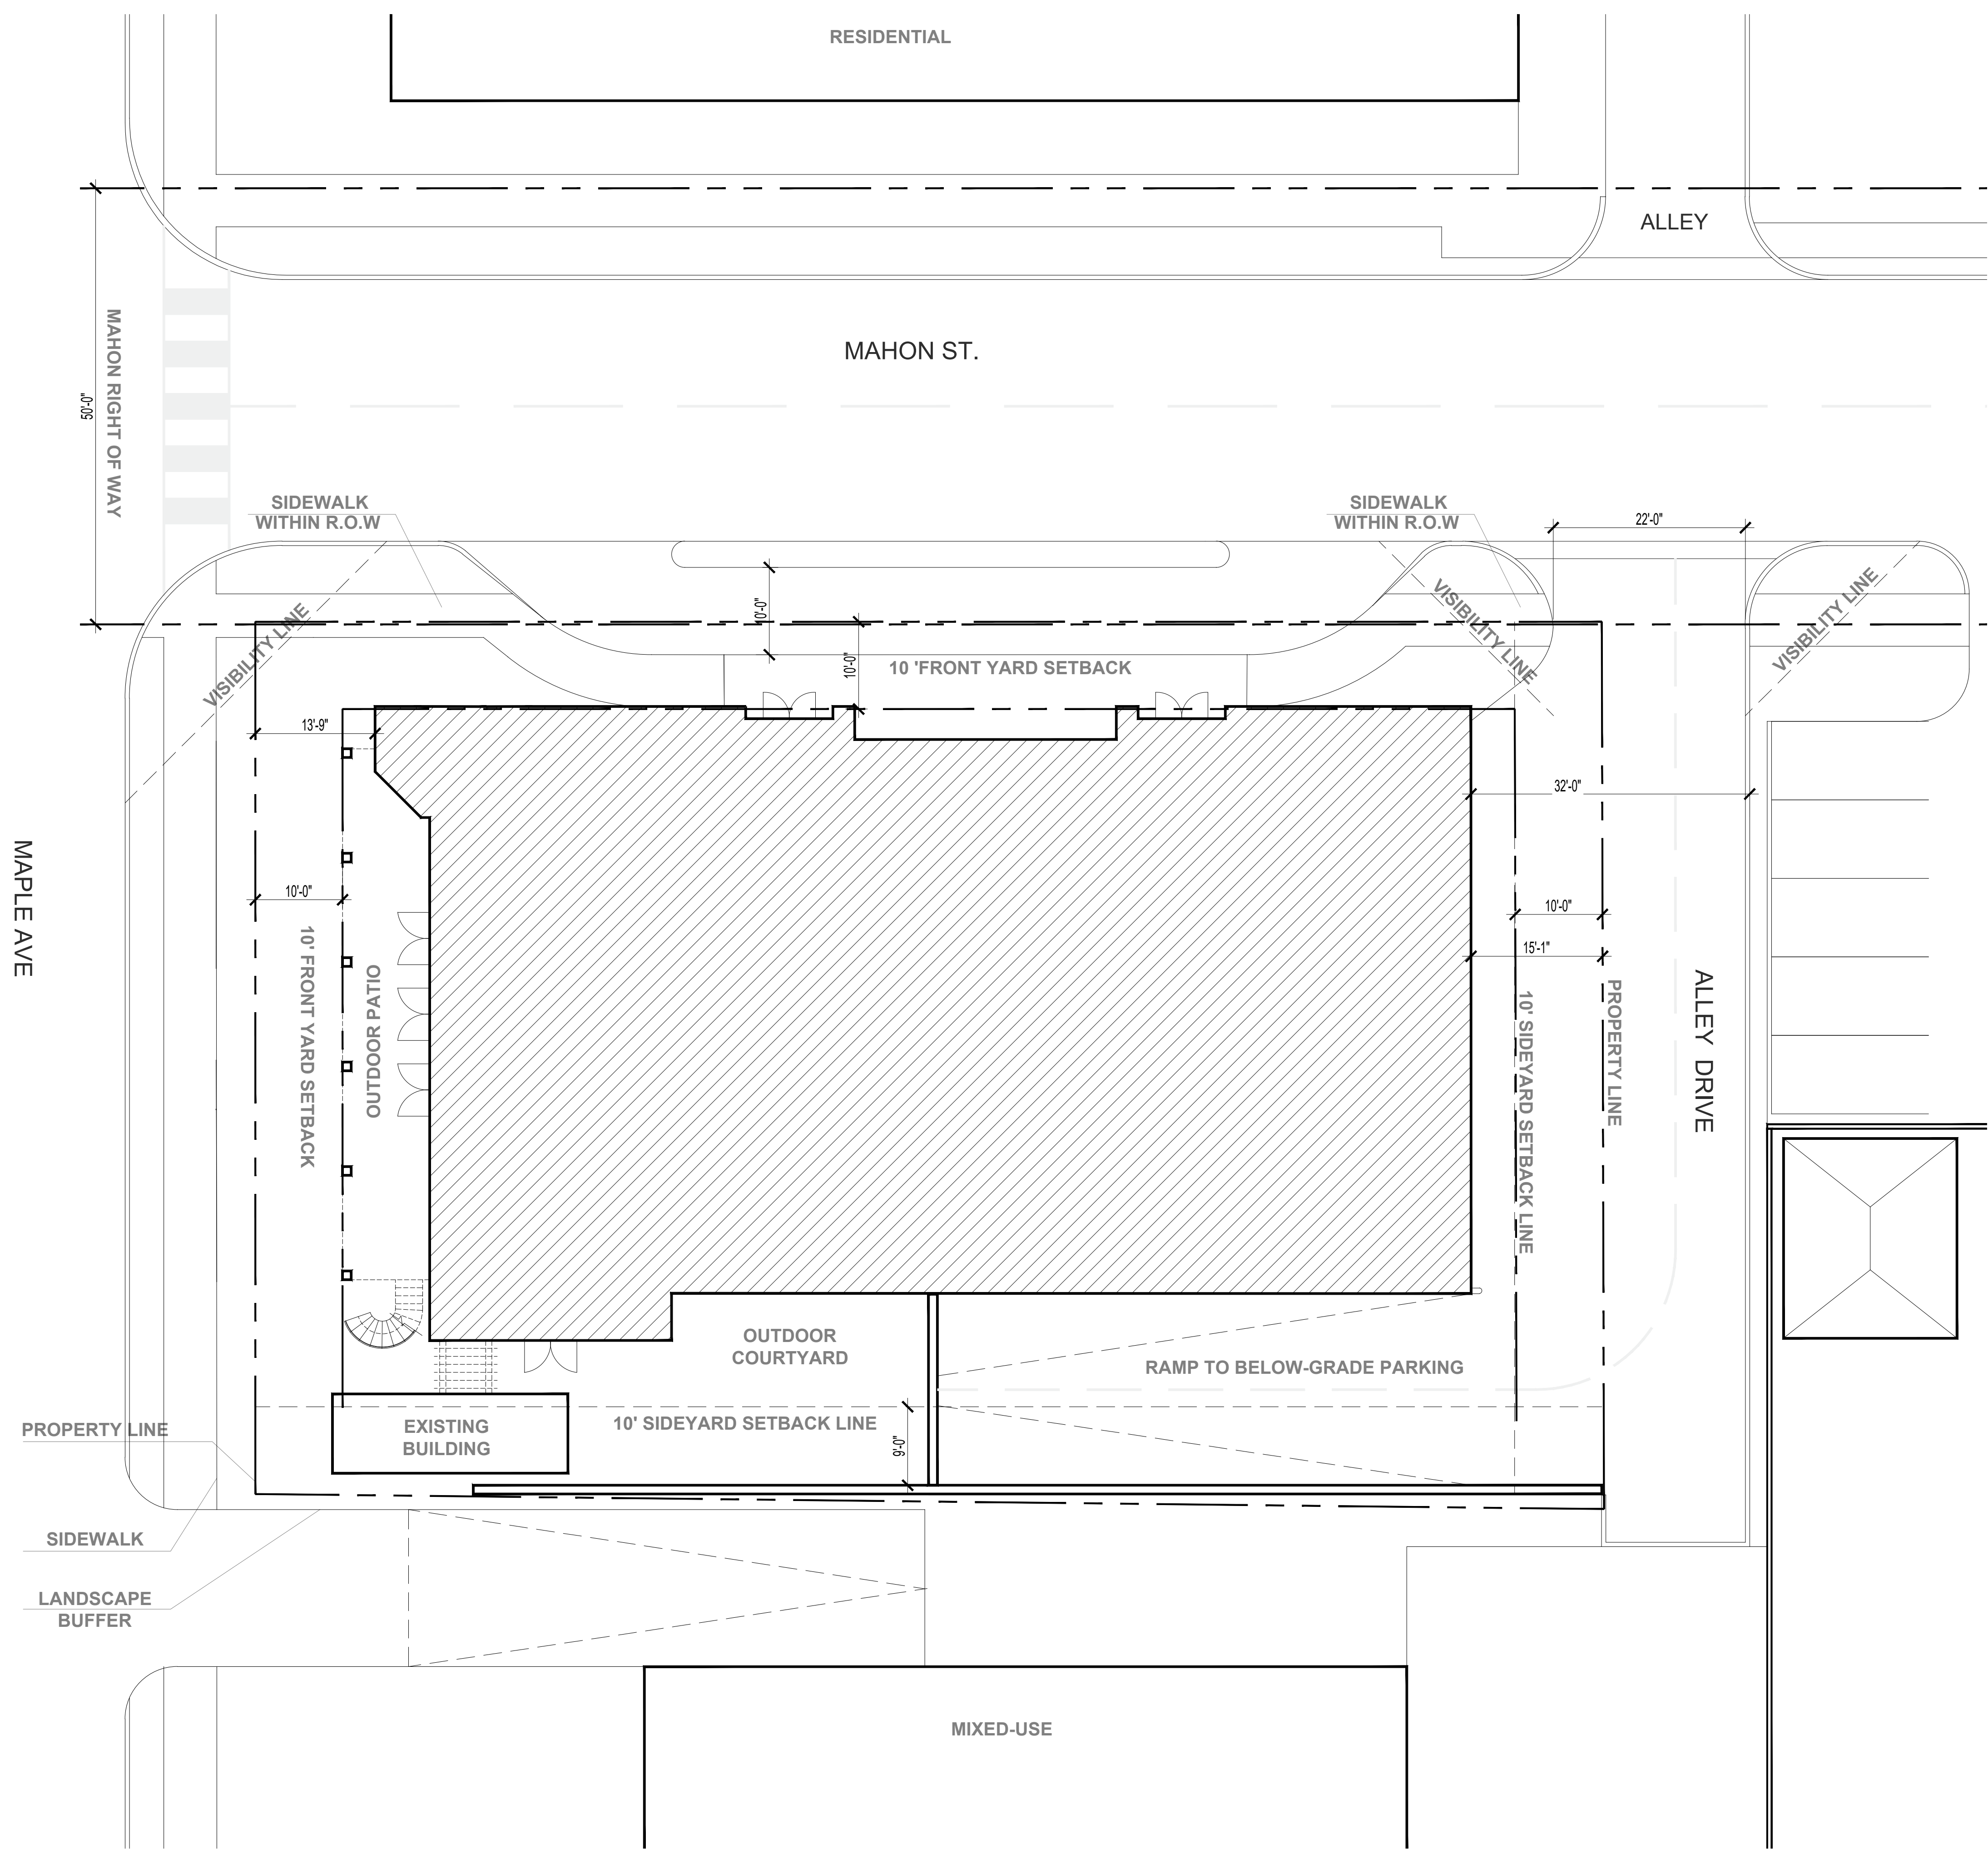 RESIDENTIAL
ALLEY
MAHON RIGHT OF WAY
50'-0"
MAHON ST.
SIDEWALK
WITHIN R.O.W
SIDEWALK
WITHIN R.O.W
22'-0"
VISIBILITY LINE
VISIBILITY LINE
VISIBILITY LINE
10'-0"
10 'FRONT YARD SETBACK
13'-9"
32'-0"
MAPLE AVE
10'-0"
10' FRONT YARD SETBACK
OUTDOOR PATIO
10'-0"
15'-1"
10' SIDEYARD SETBACK LINE
PROPERTY LINE
ALLEY DRIVE
OUTDOOR
COURTYARD
RAMP TO BELOW-GRADE PARKING
EXISTING
BUILDING
10' SIDEYARD SETBACK LINE
9'-0"
PROPERTY LINE
SIDEWALK
LANDSCAPE
BUFFER
MIXED-USE